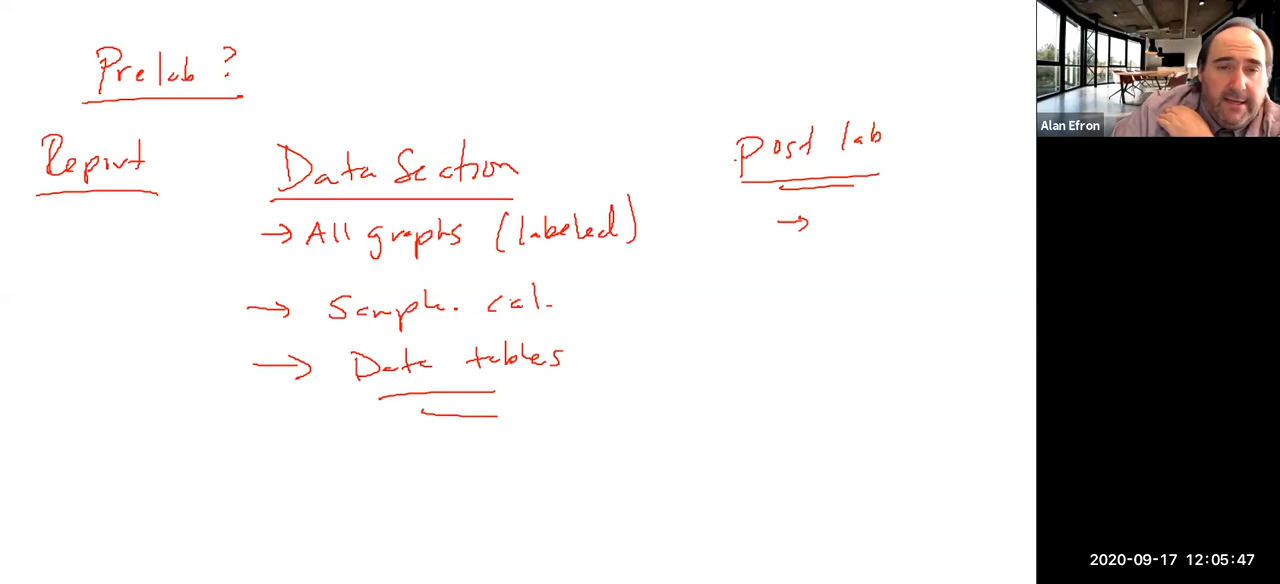 Prelab ?
Report
Data Section
→ All graphs (labeled)
→ Sample. cal.
→ Data tables
Post lab
→
Alan Efron
2020-09-17 12:05:47